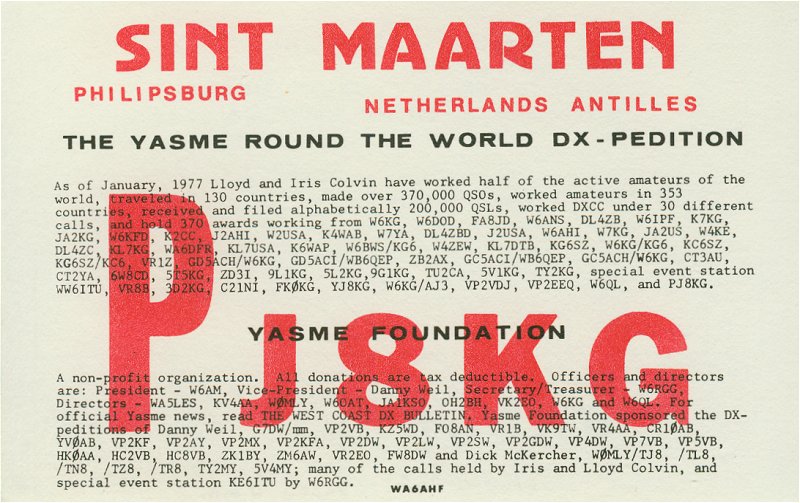 SINT MAARTEN
PHILIPSBURG
NETHERLANDS ANTILLES
THE YASME ROUND THE WORLD DX-PEDITION
As of January, 1977 Lloyd and Iris Colvin have worked half of the active amateurs of the
world, traveled in 130 countries, made over 370,000 QSOs, worked amateurs in 353
countries, received and filed alphabetically 200,000 QSLs, worked DXCC under 30 different
calls, and hold 370 awards working from W6KG, W6DOD, FA8JD, W6ANS, DL4ZB, W6IPF, K7KG,
JA2KG, W6KFD, K2CC, J2AHI, W2USA, K4WAB, W7YA, DL4ZBD, J2USA, W6AHI, W7KG, JA2US, W4KE,
DL4ZC, KL7KG, WA6DFR, KL7USA, K6WAP, W6BWS/KG6, W4ZEW, KL7DTB, KG6SZ, W6KG/KG6, KC6SZ,
KG6SZ/KC6, VR1Z, GD5ACH/W6KG, GD5ACI/WB6QEP, ZB2AX, GC5ACI/WB6QEP, GC5ACH/W6KG, CT3AU,
CT2YA, 6W8CD, 5T5KG, ZD3I, 9L1KG, 5L2KG,9G1KG, TU2CA, 5V1KG, TY2KG, special event station
WW6ITU, VR8B, 3D2KG, C21NI, FKØKG, YJ8KG, W6KG/AJ3, VP2VDJ, VP2EEQ, W6QL, and PJ8KG.
PJ8KG
YASME FOUNDATION
A non-profit organization. All donations are tax deductible. Officers and directors
are: President - W6AM, Vice-President - Danny Weil, Secretary/Treasurer - W6RGG,
Directors - WA5LES, KV4AA, WØMLY, W6OAT, JA1KSO, OH2BH, VK2EO, W6KG and W6QL. For
official Yasme news, read THE WEST COAST DX BULLETIN. Yasme Foundation sponsored the DX-
peditions of Danny Weil, G7DW/mm, VP2VB, KZ5WD, FO8AN, VR1B, VK9TW, VR4AA, CR1ØAB,
YVØAB, VP2KF, VP2AY, VP2MX, VP2KFA, VP2DW, VP2LW, VP2SW, VP2GDW, VP4DW, VP7VB, VP5VB,
HKØAA, HC2VB, HC8VB, ZK1BY, ZM6AW, VR2EO, FW8DW and Dick McKercher, WØMLY/TJ8, /TL8,
/TN8, /TZ8, /TR8, TY2MY, 5V4MY; many of the calls held by Iris and Lloyd Colvin, and
special event station KE6ITU by W6RGG.
WA6AHF